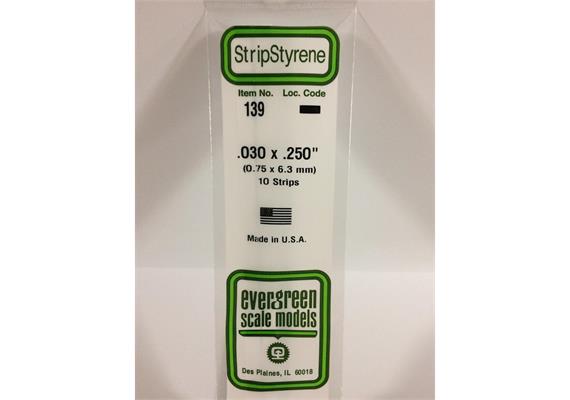 StripStyrene
Item No. Loc. Code
139
.030 x .250"
(0.75 x 6.3 mm)
10 Strips
Made in U.S.A.
evergreen
scale models
Des Plaines, IL 60018